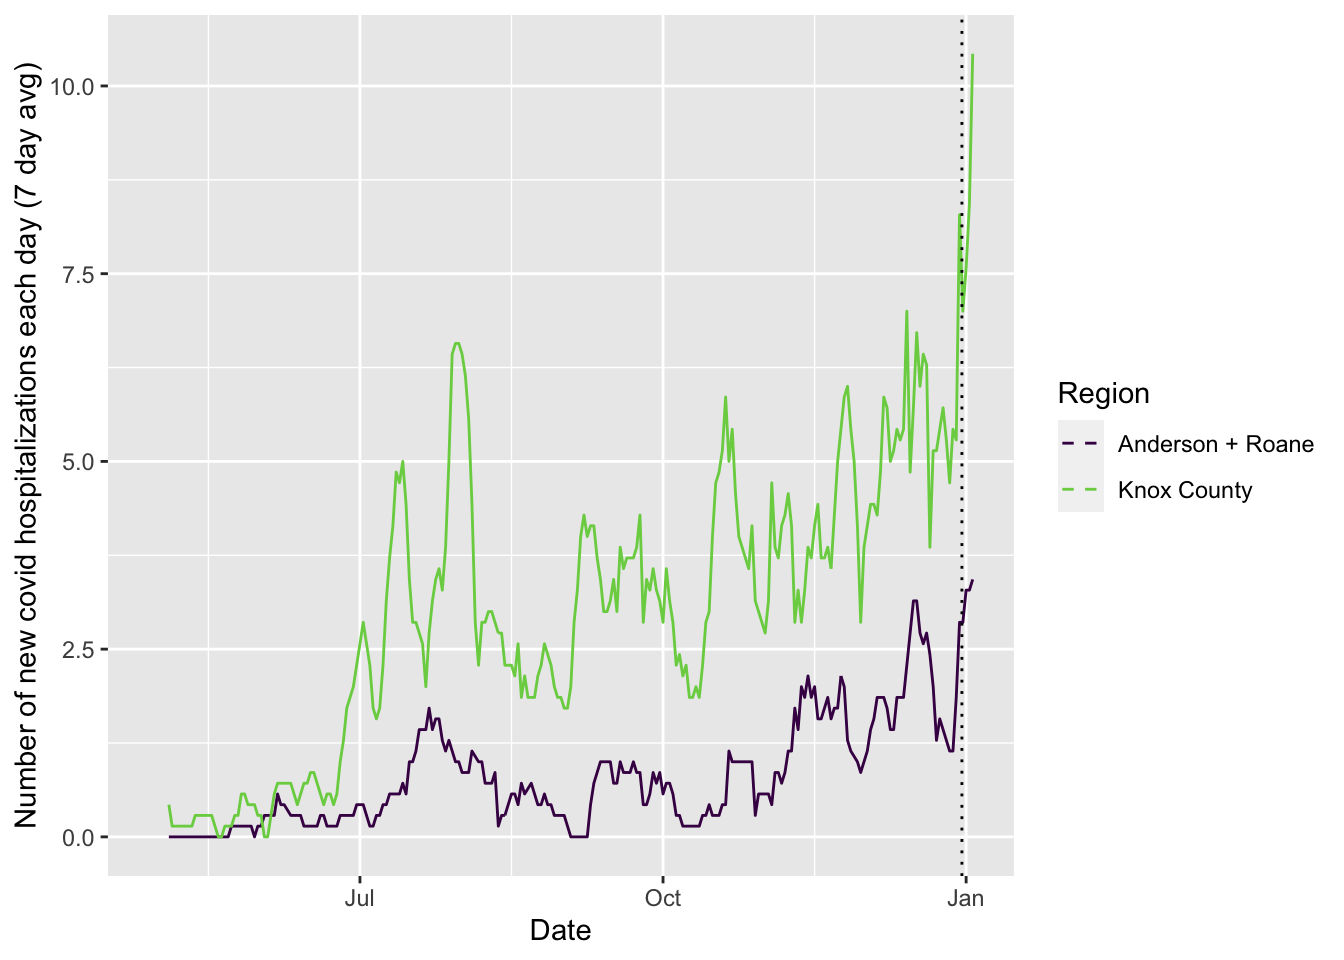 Number of new covid hospitalizations each day (7 day avg)
10.0
7.5
5.0
2.5
0.0
Jul
Oct
Jan
Date
Region
Anderson + Roane
Knox County